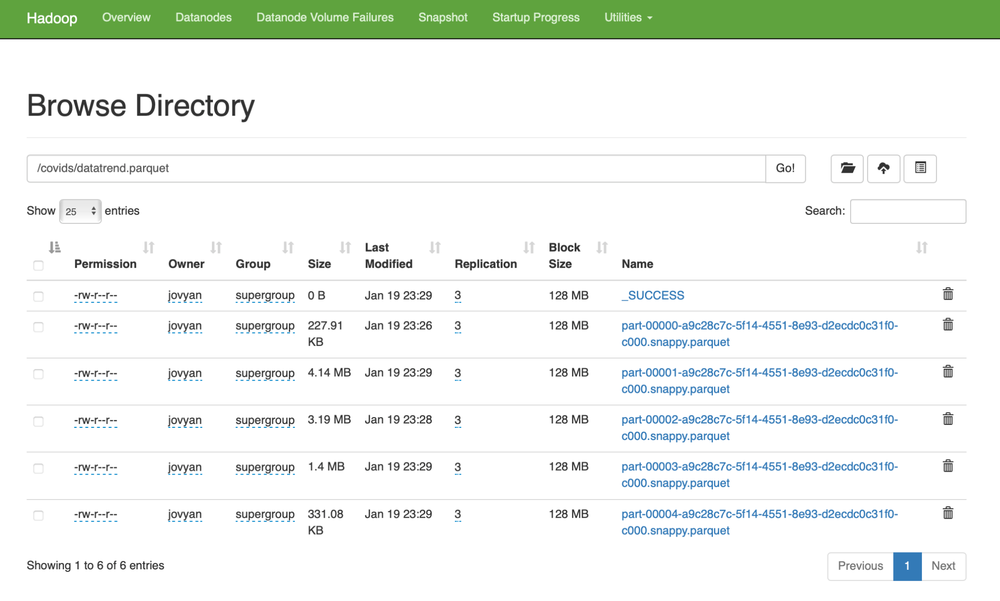 Hadoop Overview Datanodes Datanode Volume Failures Snapshot Startup Progress Utilities
Browse Directory
/covids/datatrend.parquet Go!
Show 25 entries Search:
Permission Owner Group Size Last Modified Replication Block Size Name
-rw-r--r-- jovyan supergroup 0 B Jan 19 23:29 3 128 MB _SUCCESS
-rw-r--r-- jovyan supergroup 227.91 KB Jan 19 23:26 3 128 MB part-00000-a9c28c7c-5f14-4551-8e93-d2ecdc0c31f0-
c000.snappy.parquet
-rw-r--r-- jovyan supergroup 4.14 MB Jan 19 23:29 3 128 MB part-00001-a9c28c7c-5f14-4551-8e93-d2ecdc0c31f0-
c000.snappy.parquet
-rw-r--r-- jovyan supergroup 3.19 MB Jan 19 23:28 3 128 MB part-00002-a9c28c7c-5f14-4551-8e93-d2ecdc0c31f0-
c000.snappy.parquet
-rw-r--r-- jovyan supergroup 1.4 MB Jan 19 23:29 3 128 MB part-00003-a9c28c7c-5f14-4551-8e93-d2ecdc0c31f0-
c000.snappy.parquet
-rw-r--r-- jovyan supergroup 331.08 KB Jan 19 23:29 3 128 MB part-00004-a9c28c7c-5f14-4551-8e93-d2ecdc0c31f0-
c000.snappy.parquet
Showing 1 to 6 of 6 entries Previous 1 Next